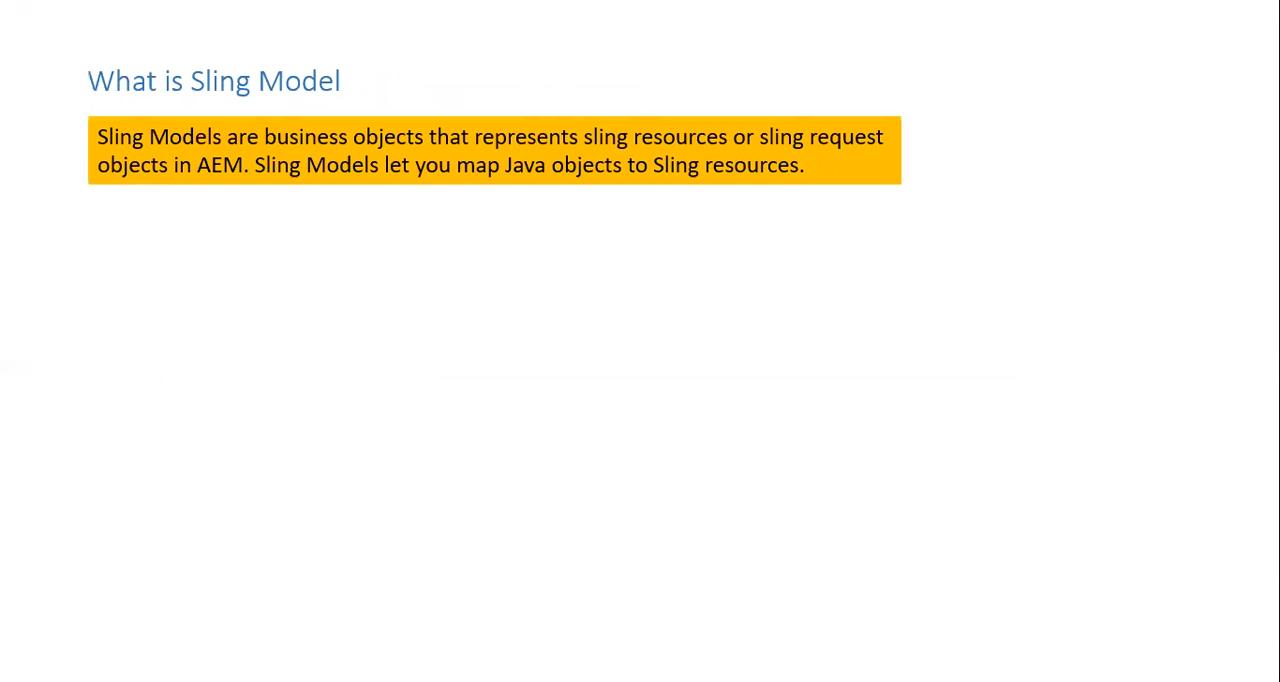 What is Sling Model
Sling Models are business objects that represents sling resources or sling request
objects in AEM. Sling Models let you map Java objects to Sling resources.